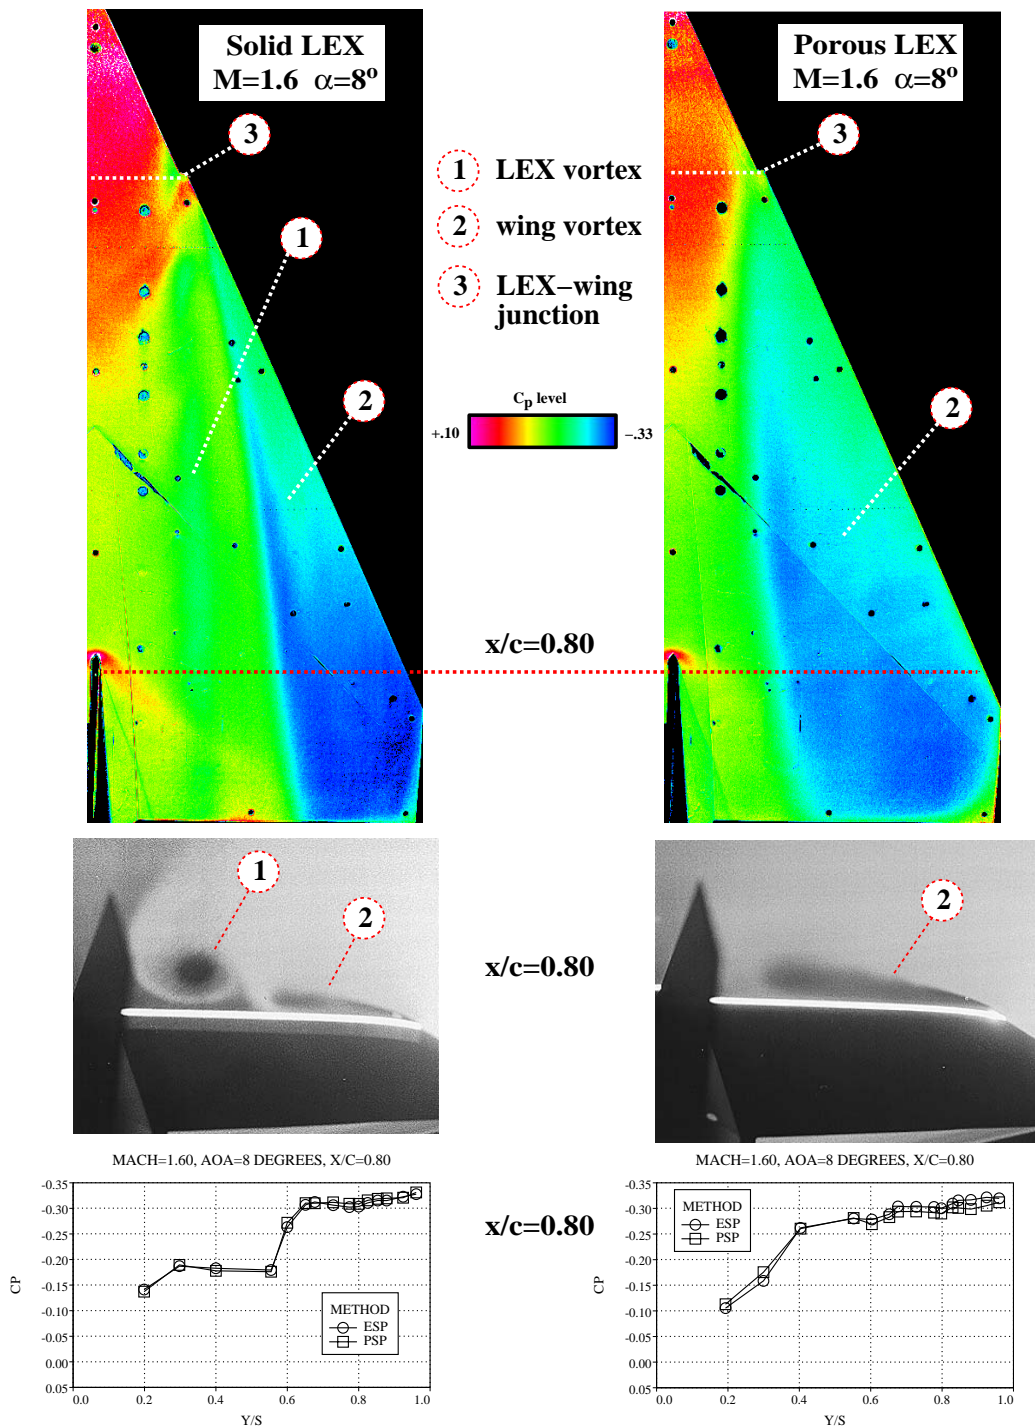 Solid LEX
M=1.6 α=8°
Porous LEX
M=1.6 α=8°
3
3
1 LEX vortex
2 wing vortex
3 LEX–wing
junction
1
2
2
Cp level
+.10
−.33
x/c=0.80
1
2
x/c=0.80
2
MACH=1.60, AOA=8 DEGREES, X/C=0.80
-0.35
-0.30
-0.25
-0.20
-0.15
-0.10
-0.05
0.00
0.05
CP
METHOD
ESP
PSP
0.0 0.2 0.4 0.6 0.8 1.0
Y/S
x/c=0.80
MACH=1.60, AOA=8 DEGREES, X/C=0.80
-0.35
-0.30
-0.25
-0.20
-0.15
-0.10
-0.05
0.00
0.05
CP
METHOD
ESP
PSP
0.0 0.2 0.4 0.6 0.8 1.0
Y/S